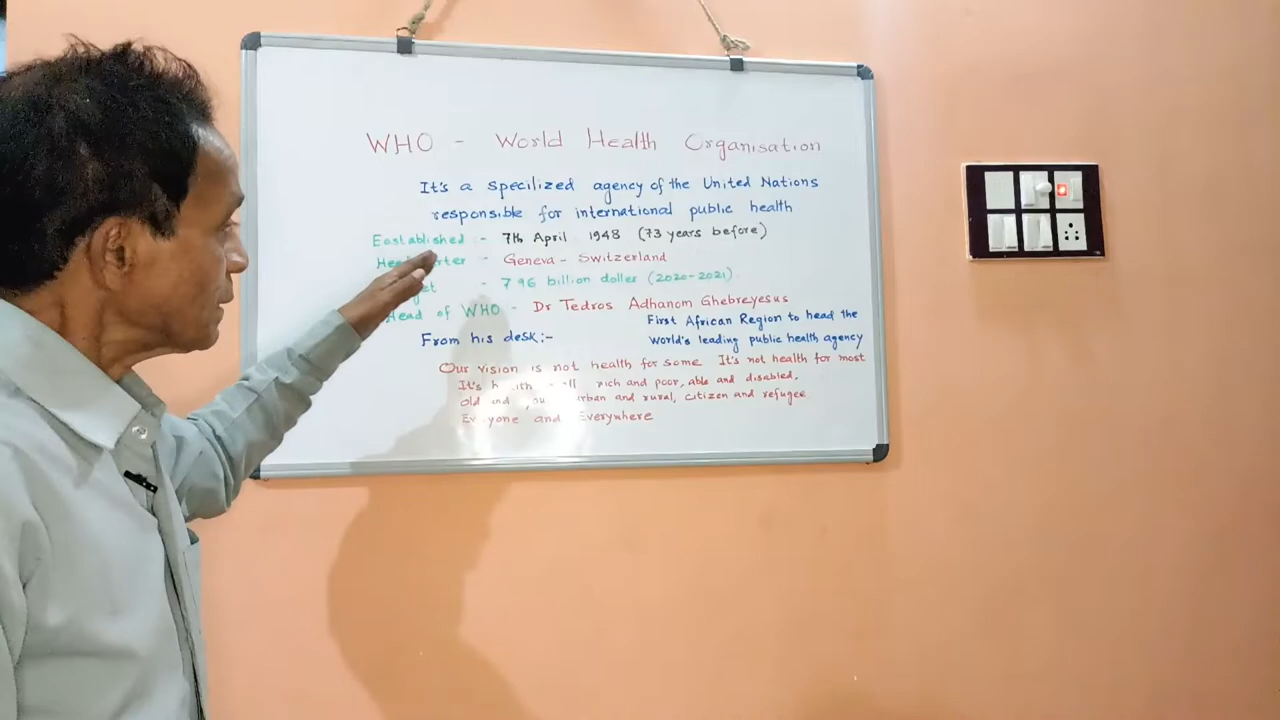 WHO - World Health Organisation
It's a specilized agency of the United Nations
responsible for international public health
Eastablished - 7th April 1948 (73 years before)
- Geneva - Switzerland
- 7.96 billion doller (2020-2021)
Head of WHO - Dr Tedros Adhanom Ghebreyesus
First African Region to head the
From his desk:- World's leading public health agency
Our vision is not health for some It's not health for most
It's rich and poor, able and disabled,
old and urban and rural, citizen and refugee
Everyone and Everywhere